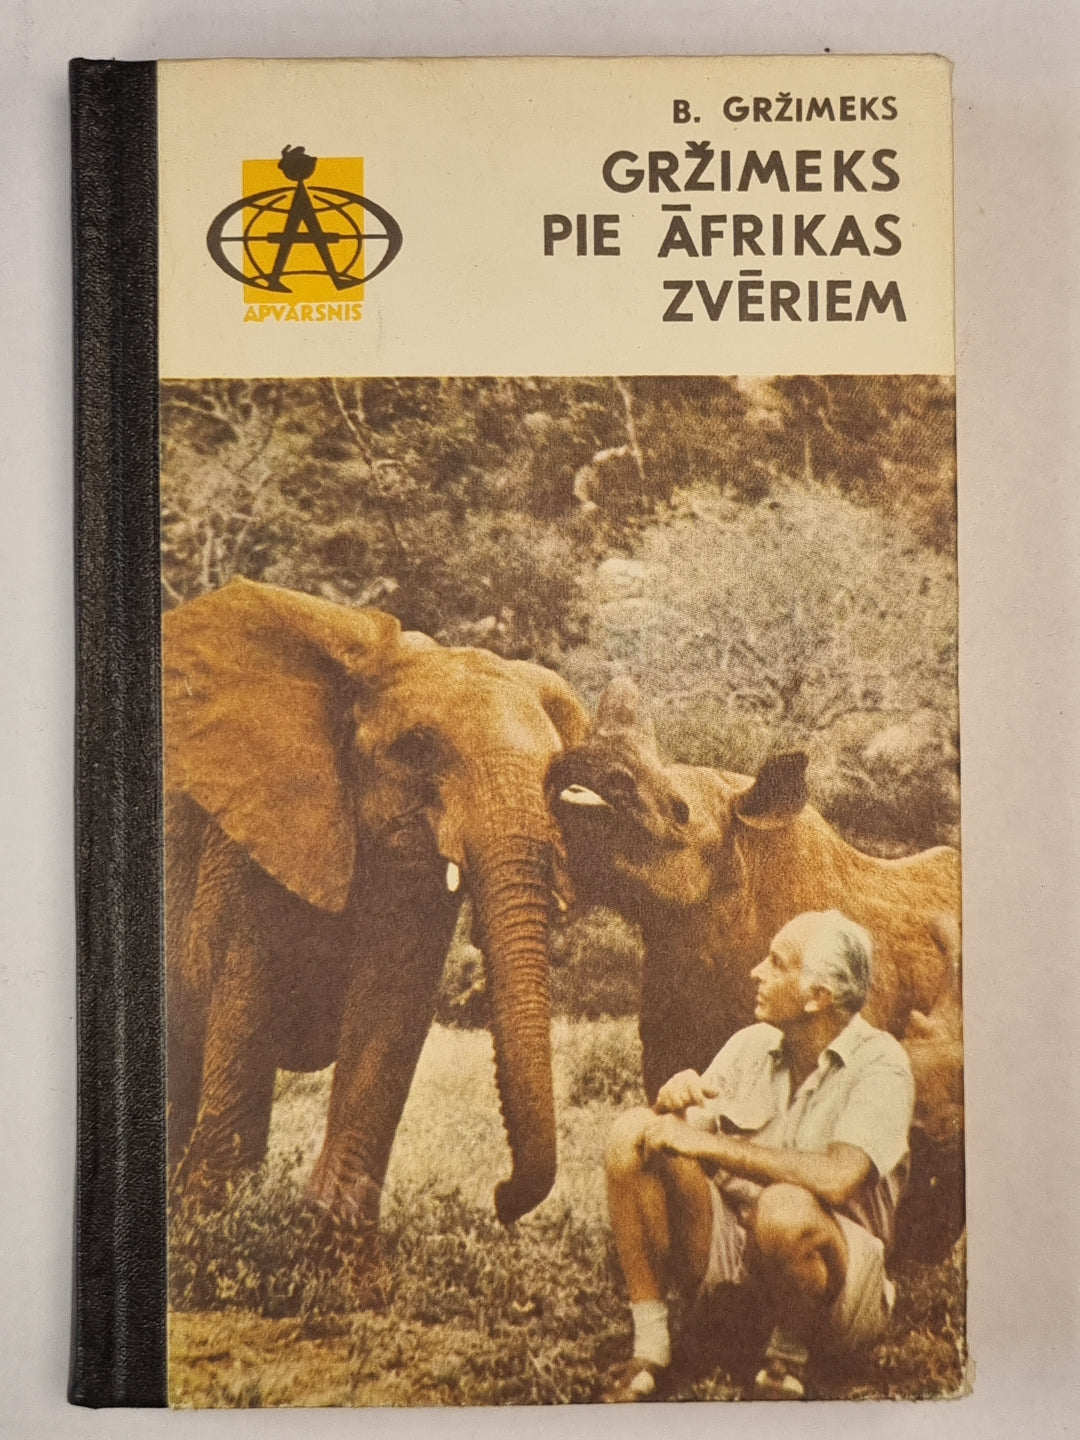 B. GRŽIMEKS
GRŽIMEKS
PIE ĀFRIKAS
ZVĒRIEM
A
APVĀRSNIS